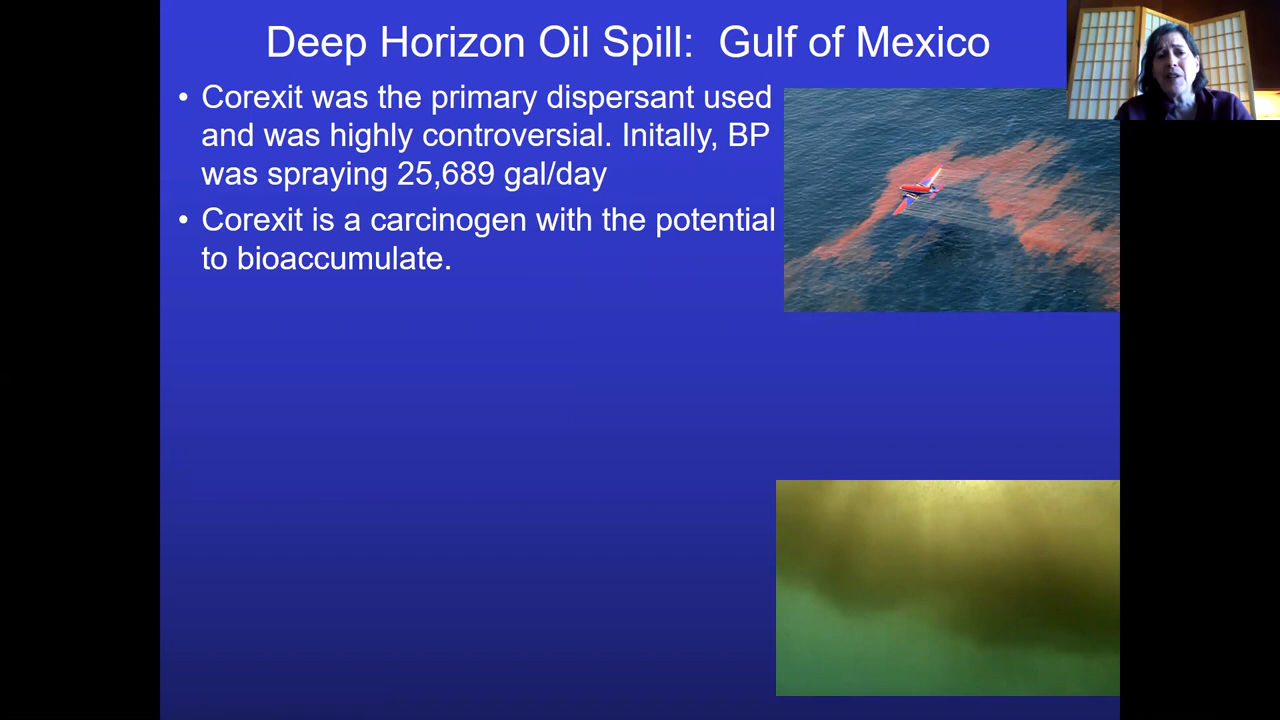 Deep Horizon Oil Spill:  Gulf of Mexico
• Corexit was the primary dispersant used
and was highly controversial. Initally, BP
was spraying 25,689 gal/day
• Corexit is a carcinogen with the potential
to bioaccumulate.